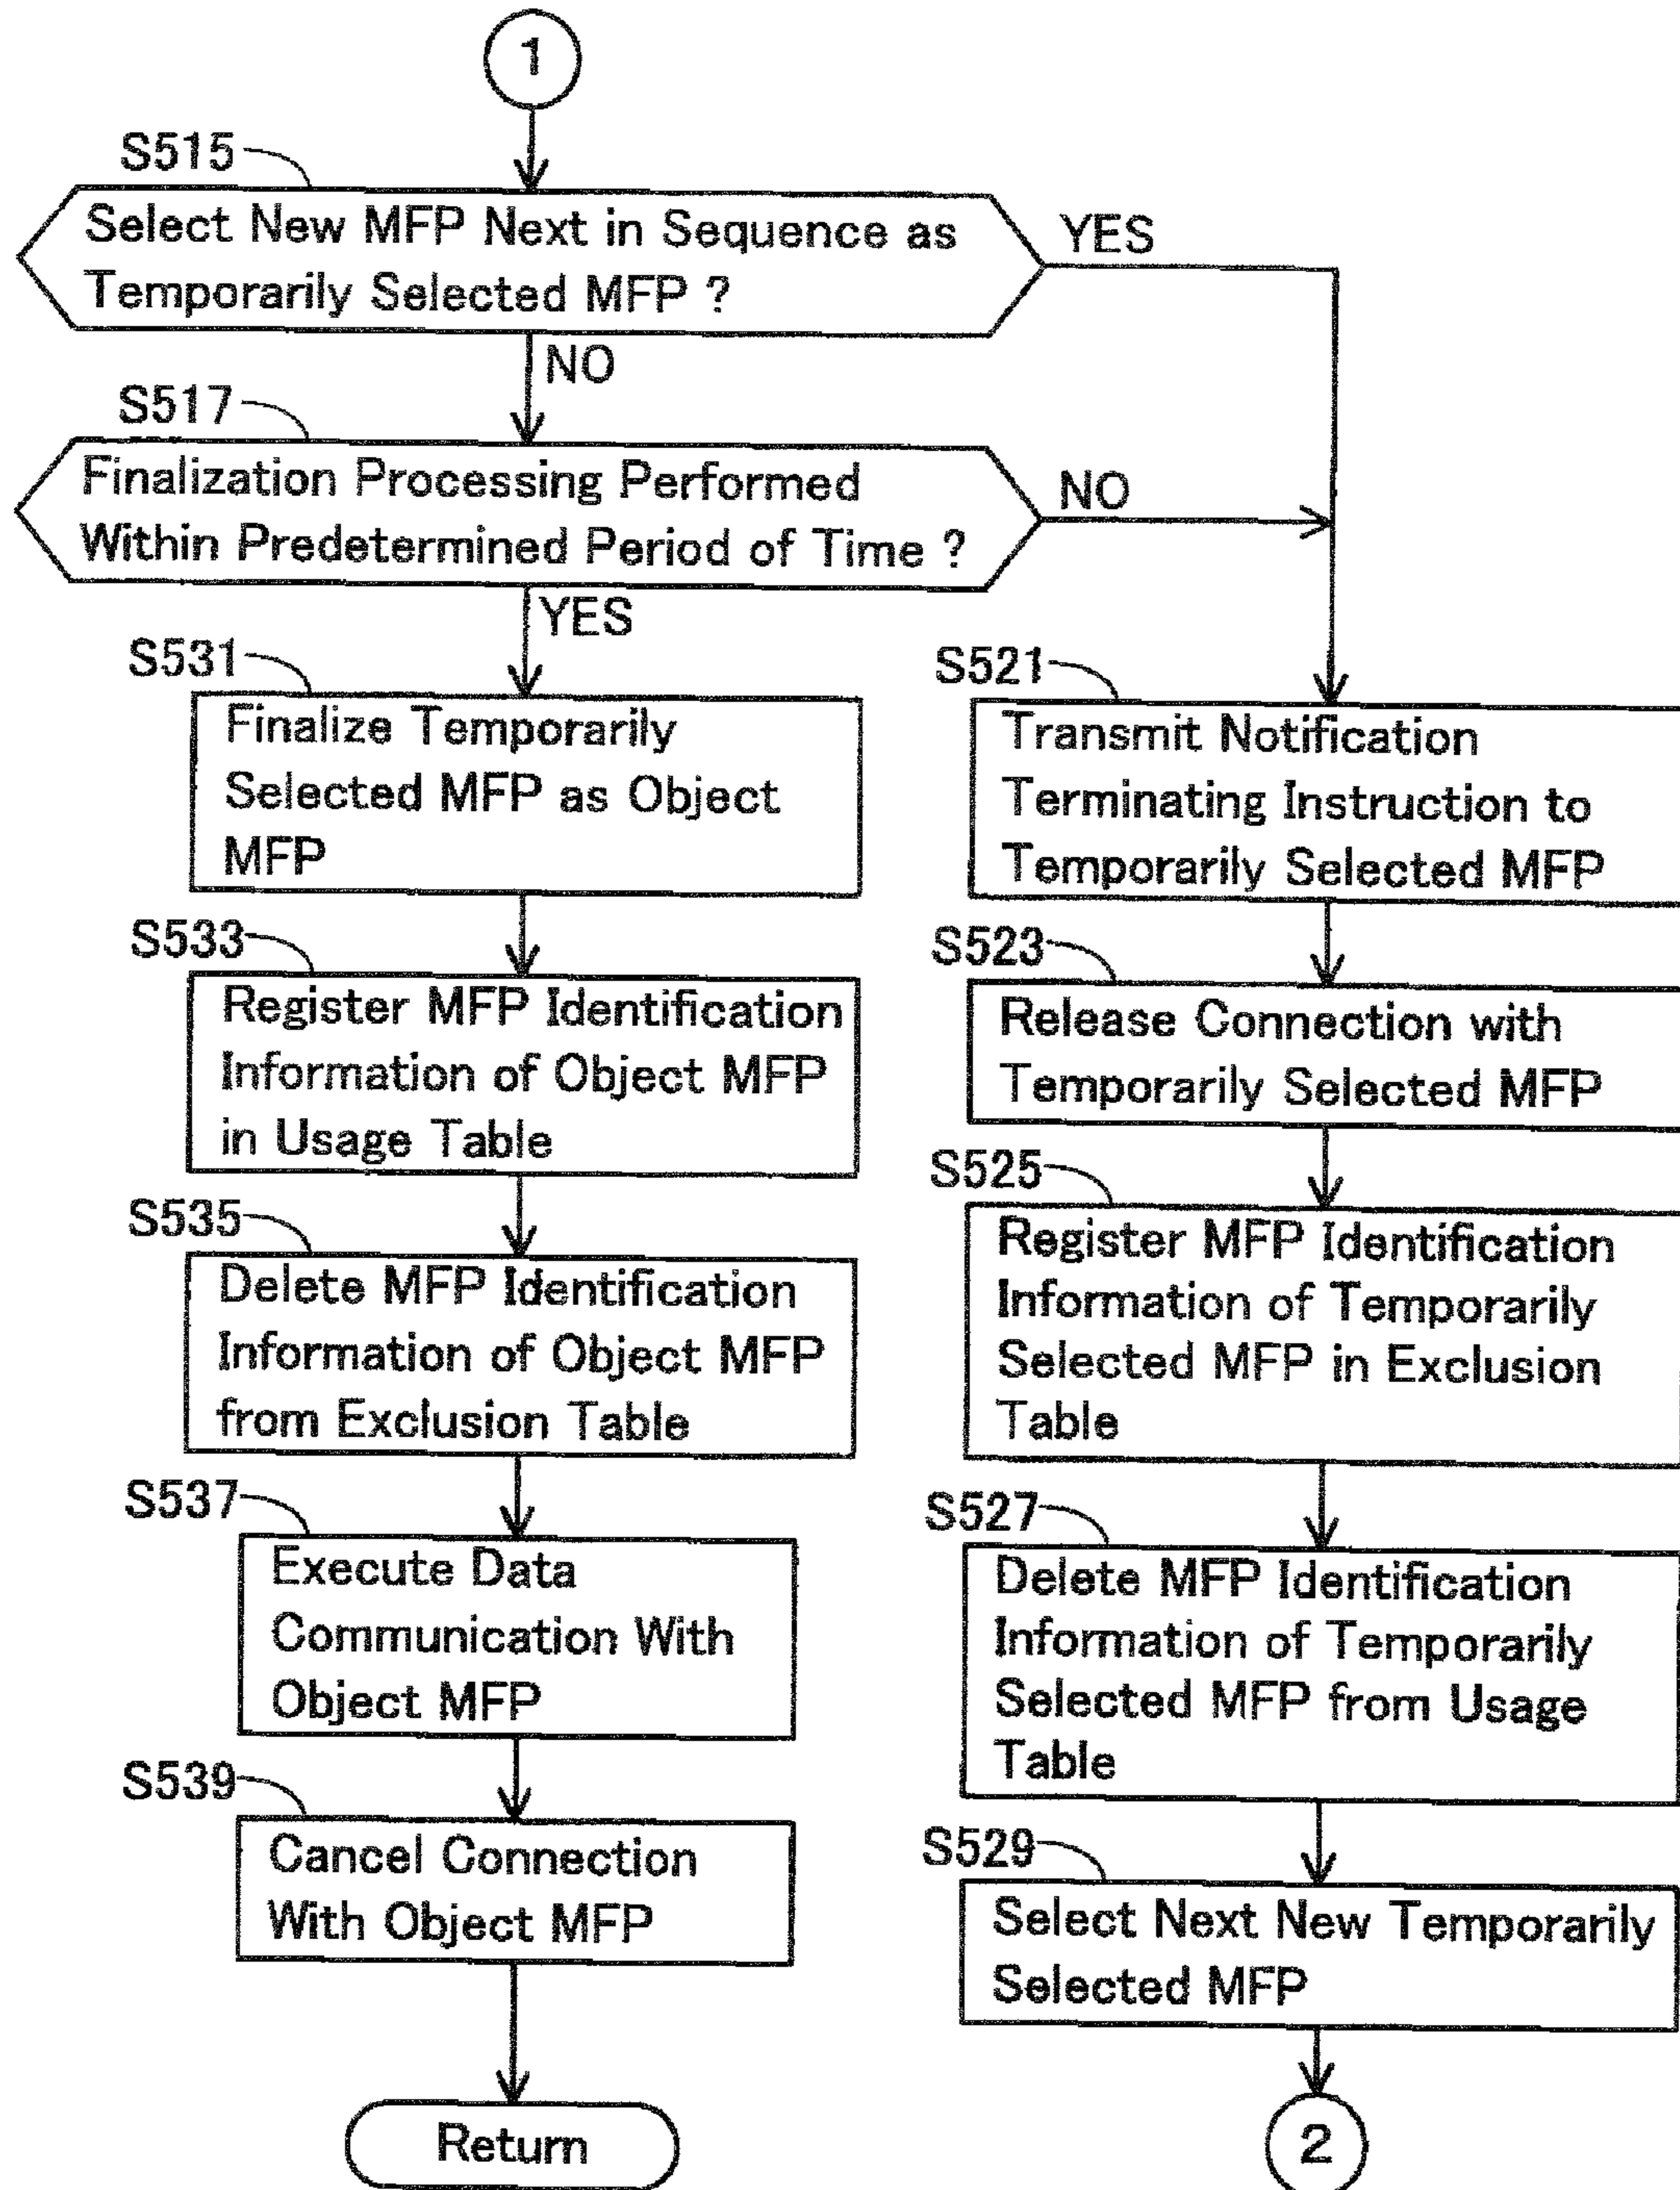 1
S515
Select New MFP Next in Sequence as
Temporarily Selected MFP ?
YES
NO
S517
Finalization Processing Performed
Within Predetermined Period of Time ?
NO
YES
S531
Finalize Temporarily
Selected MFP as Object
MFP
S533
Register MFP Identification
Information of Object MFP
in Usage Table
S535
Delete MFP Identification
Information of Object MFP
from Exclusion Table
S537
Execute Data
Communication With
Object MFP
S539
Cancel Connection
With Object MFP
Return
S521
Transmit Notification
Terminating Instruction to
Temporarily Selected MFP
S523
Release Connection with
Temporarily Selected MFP
S525
Register MFP Identification
Information of Temporarily
Selected MFP in Exclusion
Table
S527
Delete MFP Identification
Information of Temporarily
Selected MFP from Usage
Table
S529
Select Next New Temporarily
Selected MFP
2